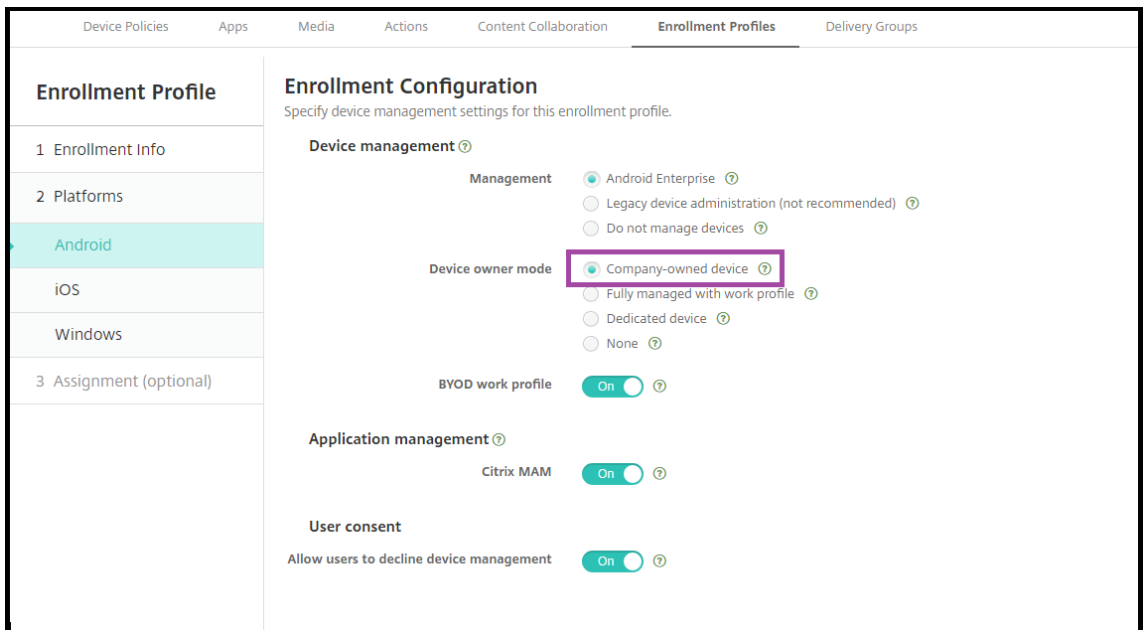 Device Policies Apps Media Actions Content Collaboration Enrollment Profiles Delivery Groups
Enrollment Profile
1 Enrollment Info
2 Platforms
Android
iOS
Windows
3 Assignment (optional)
Enrollment Configuration
Specify device management settings for this enrollment profile.
Device management ?
Management
Android Enterprise ?
Legacy device administration (not recommended) ?
Do not manage devices ?
Device owner mode
Company-owned device ?
Fully managed with work profile ?
Dedicated device ?
None ?
BYOD work profile On ?
Application management ?
Citrix MAM On ?
User consent
Allow users to decline device management On ?